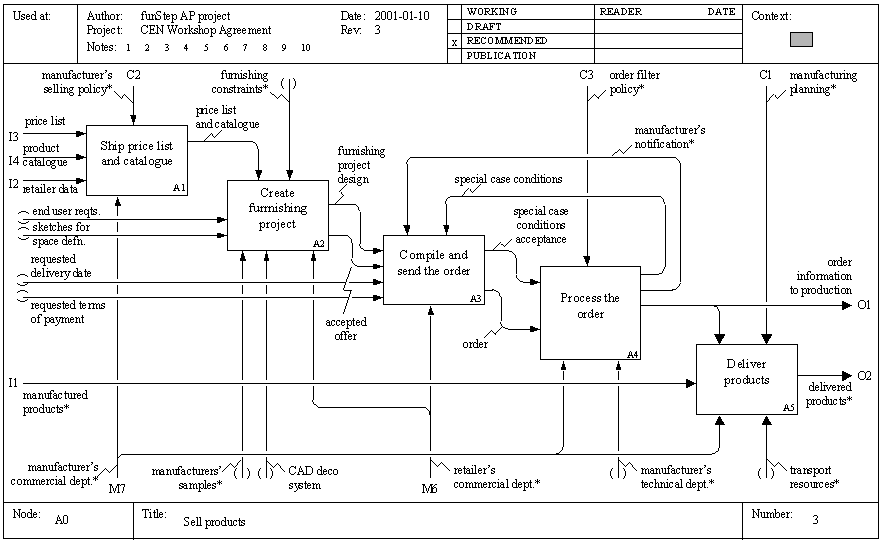 Used at:
Author: funStep AP project
Date: 2001-01-10
Project: CEN Workshop Agreement
Rev: 3
Notes: 1 2 3 4 5 6 7 8 9 10
WORKING
READER DATE
DRAFT
x RECOMMENDED
PUBLICATION
Context:
manufacturer's
selling policy*
C2
furnishing
constraints*
( )
C3
order filter
policy*
C1
manufacturing
planning*
price list
I3
product
catalogue
I4
I2
retailer data
Ship price list
and catalogue
A1
price list
and catalogue
manufacturer's
notification*
furnishing
project
design
special case conditions
Create
furnishing
project
A2
end user reqts.
sketches for
space defn.
special case
conditions
acceptance
requested
delivery date
requested terms
of payment
Compile and
send the order
A3
accepted
offer
order
Process the
order
A4
order
information
to production
O1
Deliver
products
A5
O2
delivered
products*
I1
manufactured
products*
manufacturer's
commercial dept.*
M7
manufacturers'
samples*
( )
( )
CAD deco
system
M6
retailer's
commercial dept.*
( )
manufacturer's
technical dept.*
( )
transport
resources*
Node: A0
Title: Sell products
Number: 3